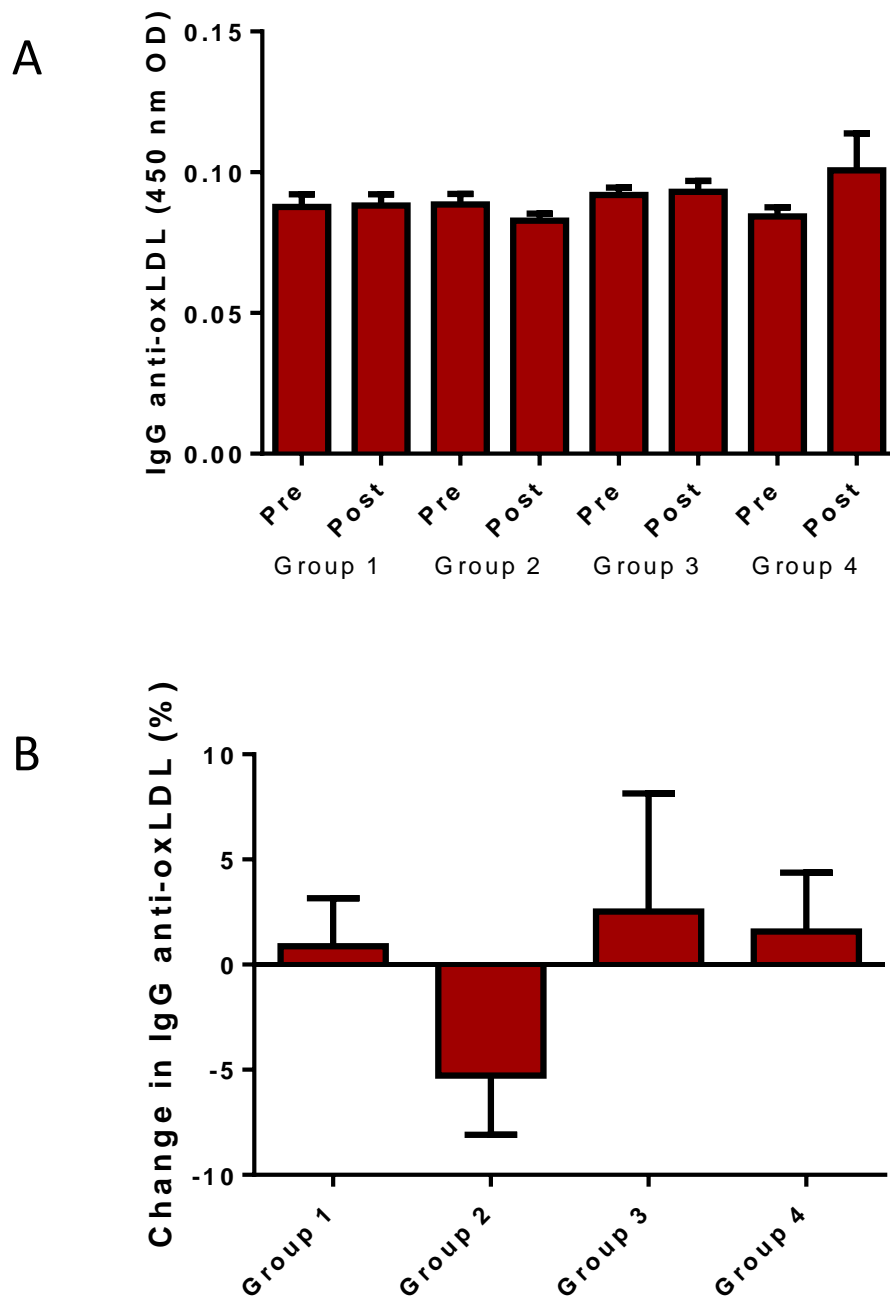 A
IgG anti-oxLDL (450 nm OD)
0.15
0.10
0.05
0.00
Pre Post Pre Post Pre Post Pre Post
Group 1 Group 2 Group 3 Group 4
B
Change in IgG anti-oxLDL (%)
10
5
0
-5
-10
Group 1 Group 2 Group 3 Group 4